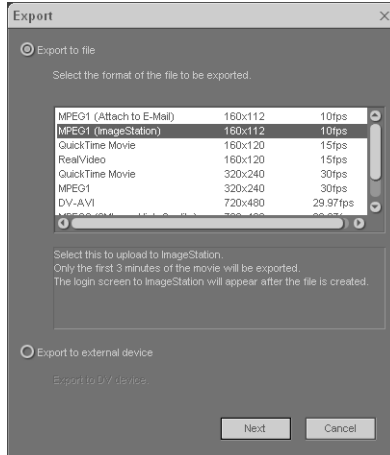 Export
Export to file
Select the format of the file to be exported.
MPEG1 (Attach to E-Mail) 160x112 10fps
MPEG1 (ImageStation) 160x112 10fps
QuickTime Movie 160x120 15fps
RealVideo 160x120 15fps
QuickTime Movie 320x240 30fps
MPEG1 320x240 30fps
DV-AVI 720x480 29.97fps
Select this to upload to ImageStation.
Only the first 3 minutes of the movie will be exported.
The login screen to ImageStation will appear after the file is created.
Export to external device
Export to DV device.
Next Cancel